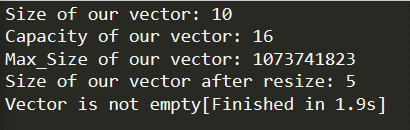 Size of our vector: 10
Capacity of our vector: 16
Max_Size of our vector: 1073741823
Size of our vector after resize: 5
Vector is not empty[Finished in 1.9s]